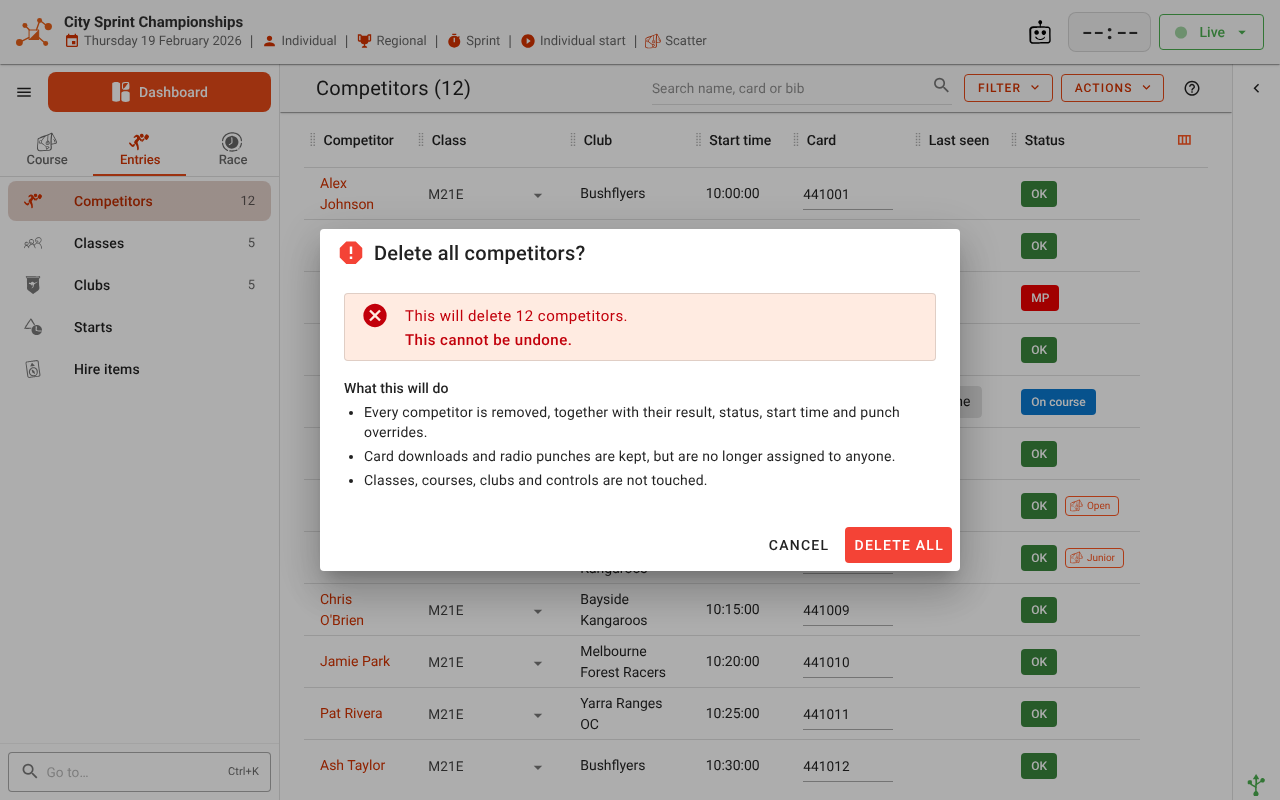 City Sprint Championships
Thursday 19 February 2026 | Individual | Regional | Sprint | Individual start | Scatter
--:--
Live
Dashboard
Competitors (12)
Search name, card or bib
FILTER
ACTIONS
Course
Entries
Race
Competitors 12
Classes 5
Clubs 5
Starts
Hire items
Go to...
Ctrl+K
Competitor Class Club Start time Card Last seen Status
Alex
Johnson
M21E Bushflyers 10:00:00 441001 OK
OK
MP
OK
On course
OK
OK Open
OK Junior
Delete all competitors?
This will delete 12 competitors.
This cannot be undone.
What this will do
• Every competitor is removed, together with their result, status, start time and punch
overrides.
• Card downloads and radio punches are kept, but are no longer assigned to anyone.
• Classes, courses, clubs and controls are not touched.
CANCEL
DELETE ALL
Kangaroos
Chris
O'Brien
M21E
Bayside
Kangaroos
10:15:00 441009 OK
Jamie Park M21E
Melbourne
Forest Racers
10:20:00 441010 OK
Pat Rivera M21E
Yarra Ranges
OC
10:25:00 441011 OK
Ash Taylor M21E Bushflyers 10:30:00 441012 OK